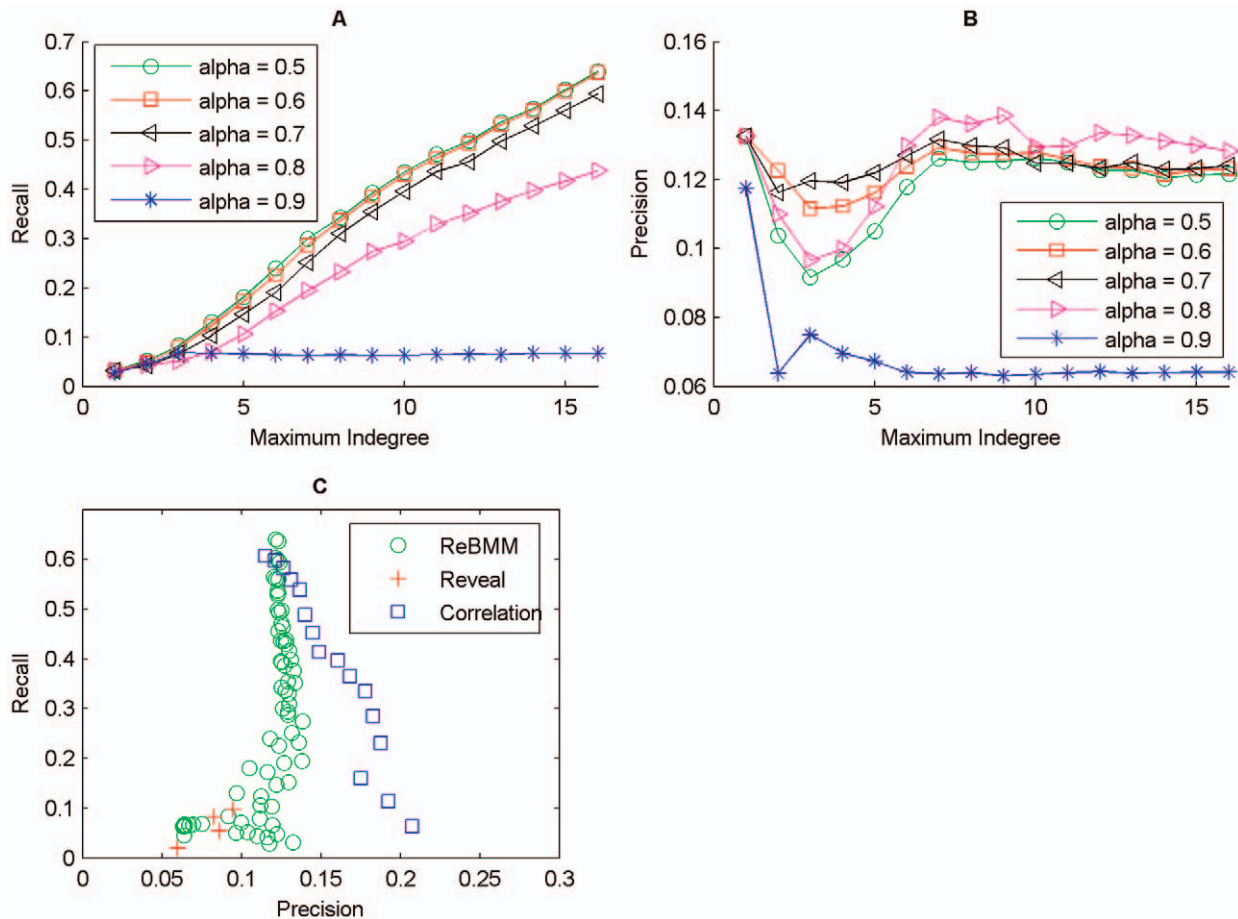 A
Recall
0.7
0.6
0.5
0.4
0.3
0.2
0.1
0
alpha = 0.5
alpha = 0.6
alpha = 0.7
alpha = 0.8
alpha = 0.9
0 5 10 15
Maximum Indegree
B
Precision
0.16
0.14
0.12
0.1
0.08
0.06
alpha = 0.5
alpha = 0.6
alpha = 0.7
alpha = 0.8
alpha = 0.9
0 5 10 15
Maximum Indegree
C
Recall
0.6
0.5
0.4
0.3
0.2
0.1
0
ReBMM
Reveal
Correlation
0 0.05 0.1 0.15 0.2 0.25 0.3
Precision